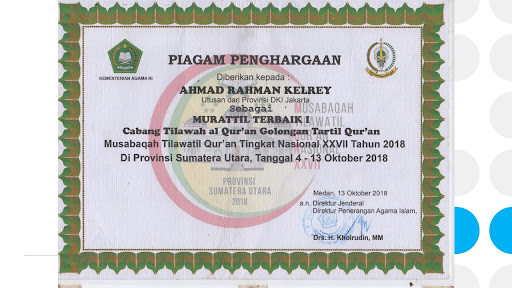 PIAGAM PENGHARGAAN
KEMENTERIAN AGAMA RI
Diberikan kepada :
AHMAD RAHMAN KELREY
Utusan dari Provinsi DKI Jakarta
Sebagai
MURATTIL TERBAIK I
Cabang Tilawah al Qur'an Golongan Tartil Qur'an
Musabaqah Tilawatil Qur'an Tingkat Nasional XXVII Tahun 2018
Di Provinsi Sumatera Utara, Tanggal 4 - 13 Oktober 2018
MUSABAQAH
TILAWATIL
QUR'AN
NASIONAL
XXVII
PROVINSI
SUMATERA UTARA
2018
Medan, 13 Oktober 2018
a.n. Direktur Jenderal
Direktur Penerangan Agama Islam,
Drs. H. Khoirudin, MM